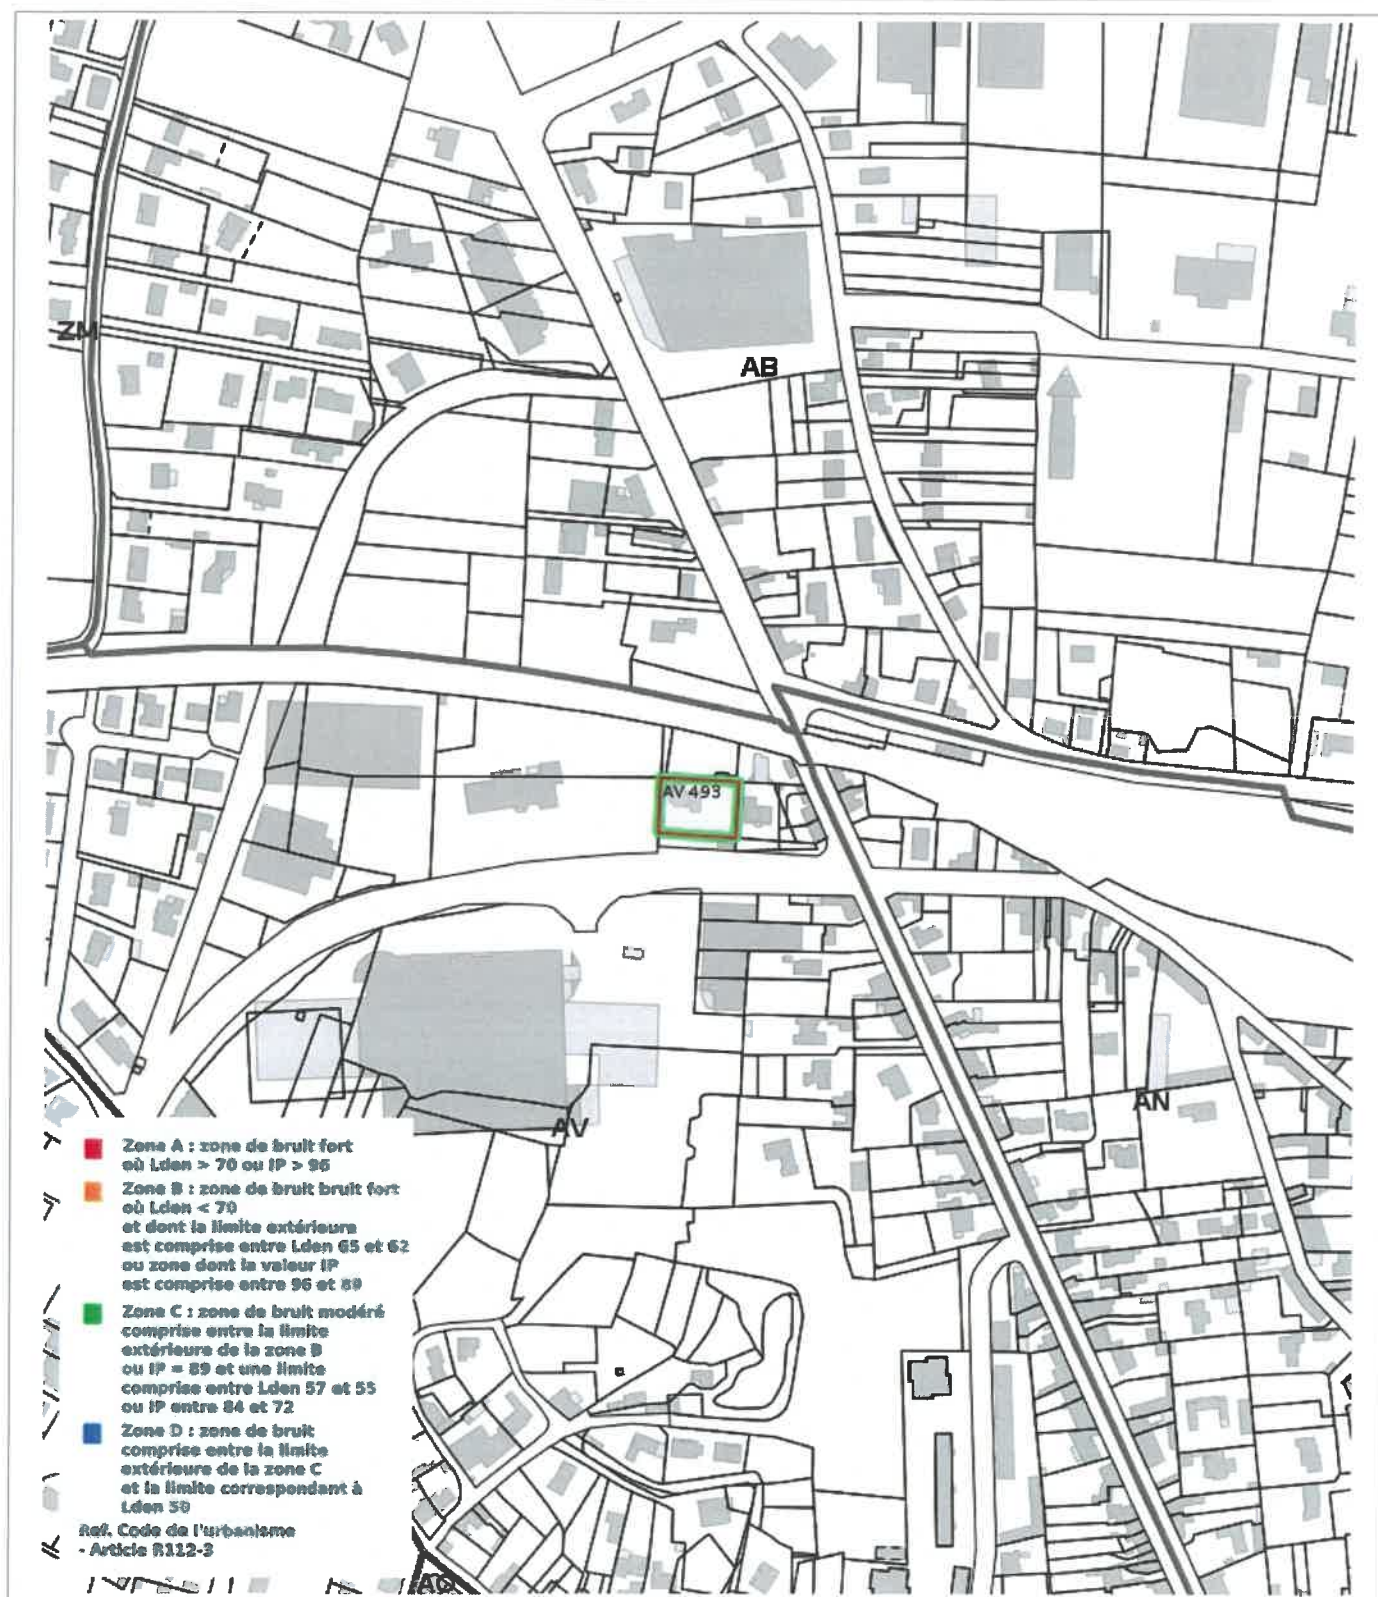 ZM
AB
AV 493
AN
AV
Zone A : zone de bruit fort
où Lden > 70 ou IP > 96
Zone B : zone de bruit bruit fort
où Lden < 70
et dont la limite extérieure
est comprise entre Lden 65 et 62
ou zone dont la valeur IP
est comprise entre 96 et 89
Zone C : zone de bruit modéré
comprise entre la limite
extérieure de la zone B
ou IP = 89 et une limite
comprise entre Lden 57 et 55
ou IP entre 84 et 72
Zone D : zone de bruit
comprise entre la limite
extérieure de la zone C
et la limite correspondant à
Lden 50
Ref. Code de l'urbanisme
- Article R112-3